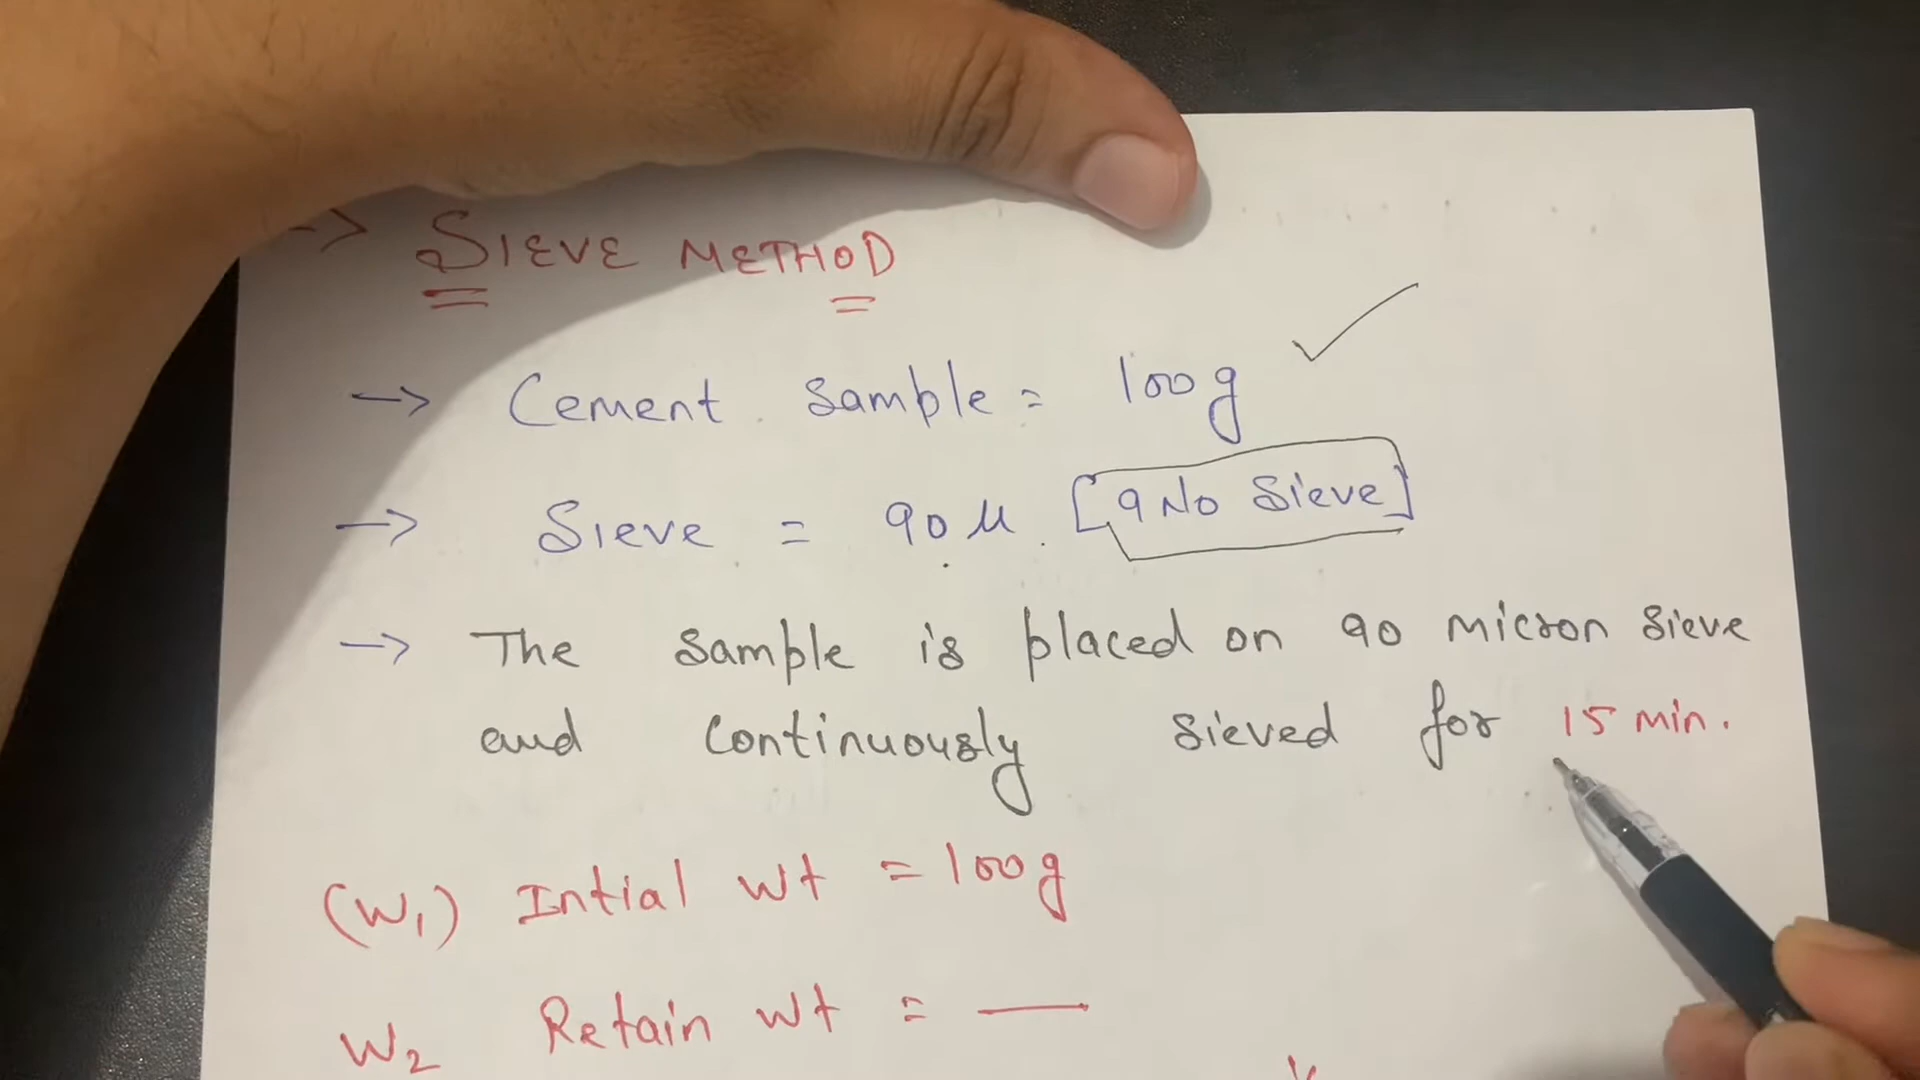 -> SIEVE METHOD
-> Cement sample = 100g
-> Sieve = 90 μ. [9 No Sieve]
-> The sample is placed on 90 micron sieve
and continuously sieved for 15 min.
(W1) Intial wt = 100g
W2 Retain wt = —